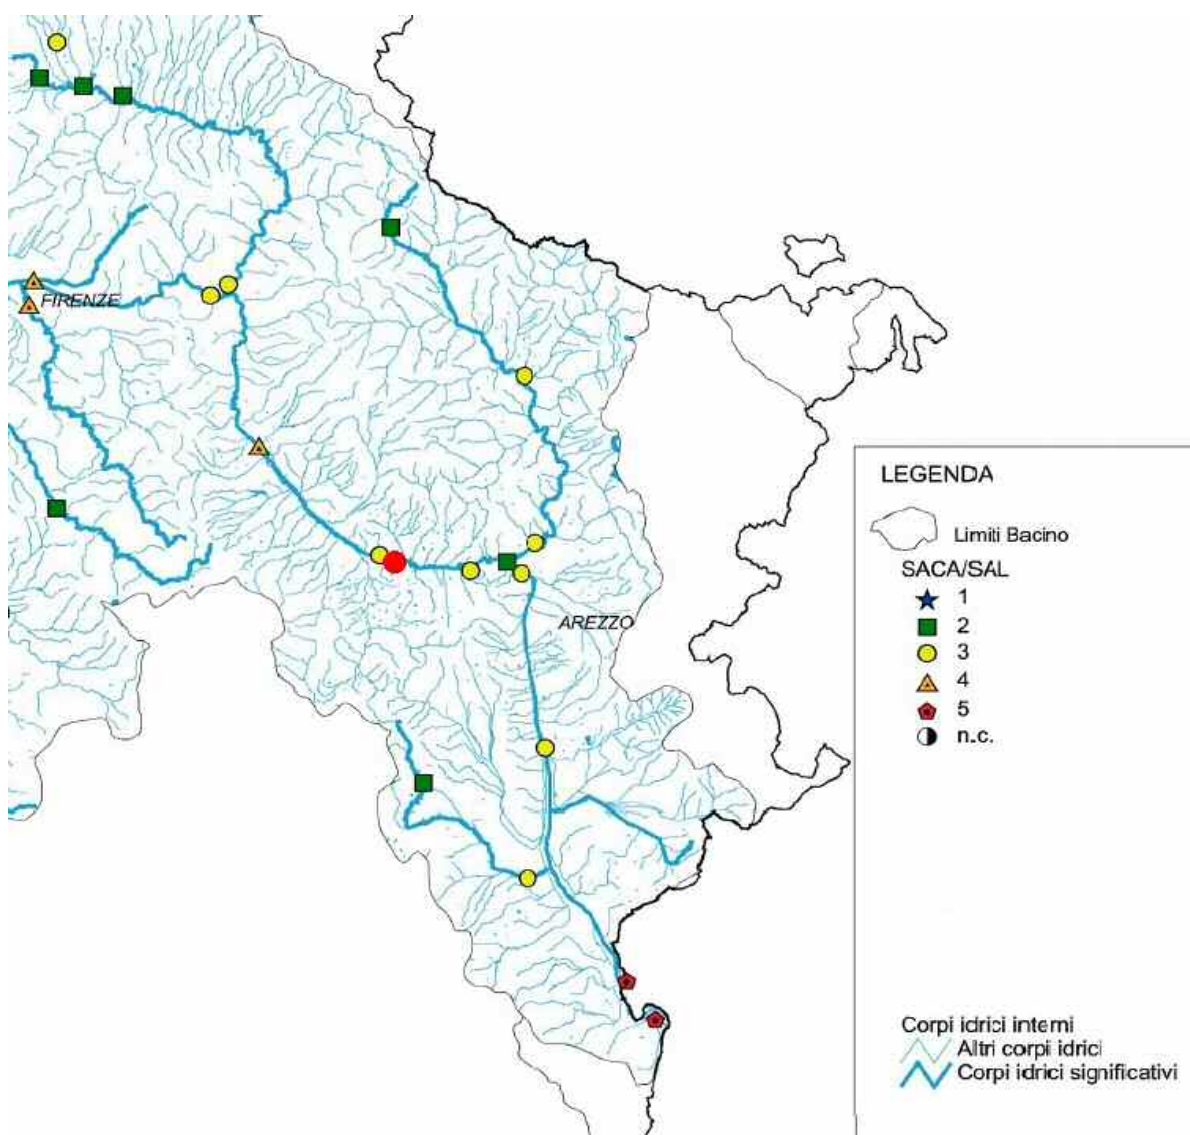 FIRENZE
AREZZO
LEGENDA
Limiti Bacino
SACA/SAL
1
2
3
4
5
n.c.
Corpi idrici interni
Altri corpi idrici
Corpi idrici significativi